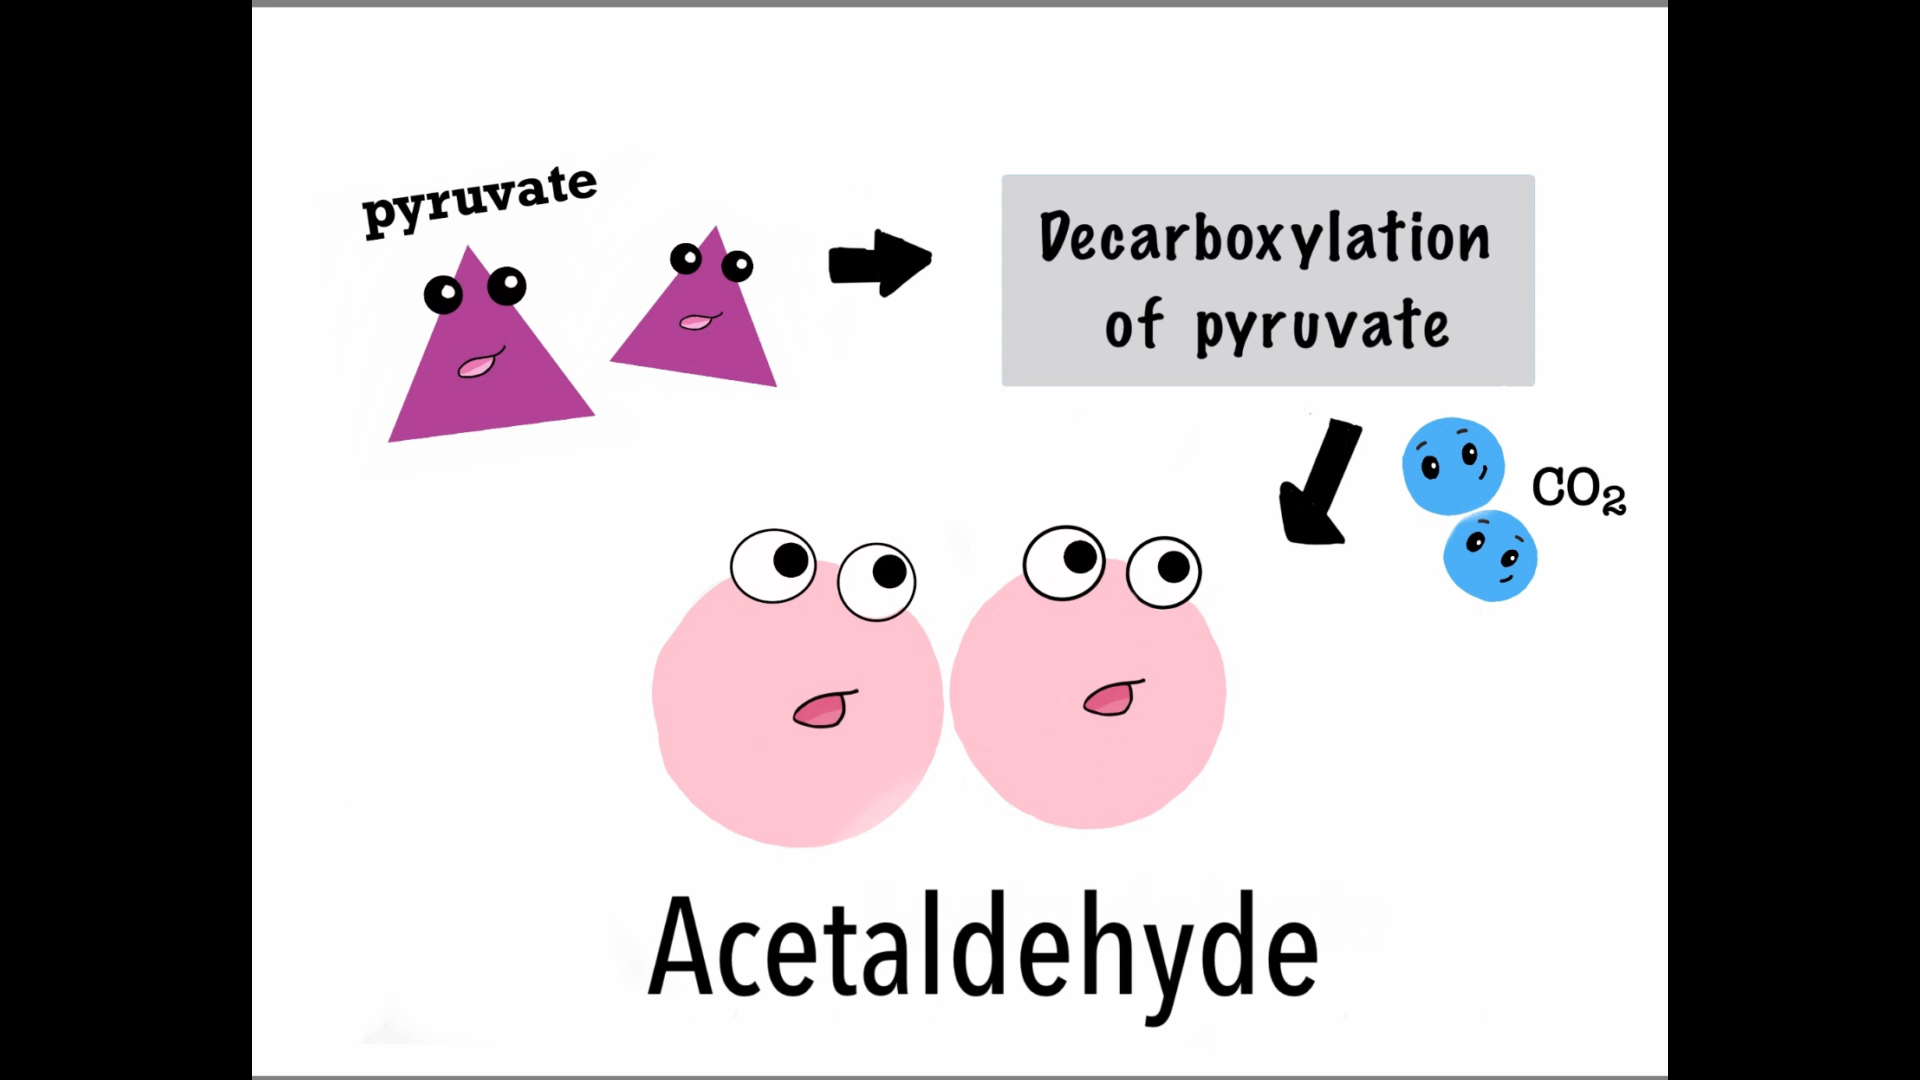 pyruvate
Decarboxylation
of pyruvate
CO₂
Acetaldehyde